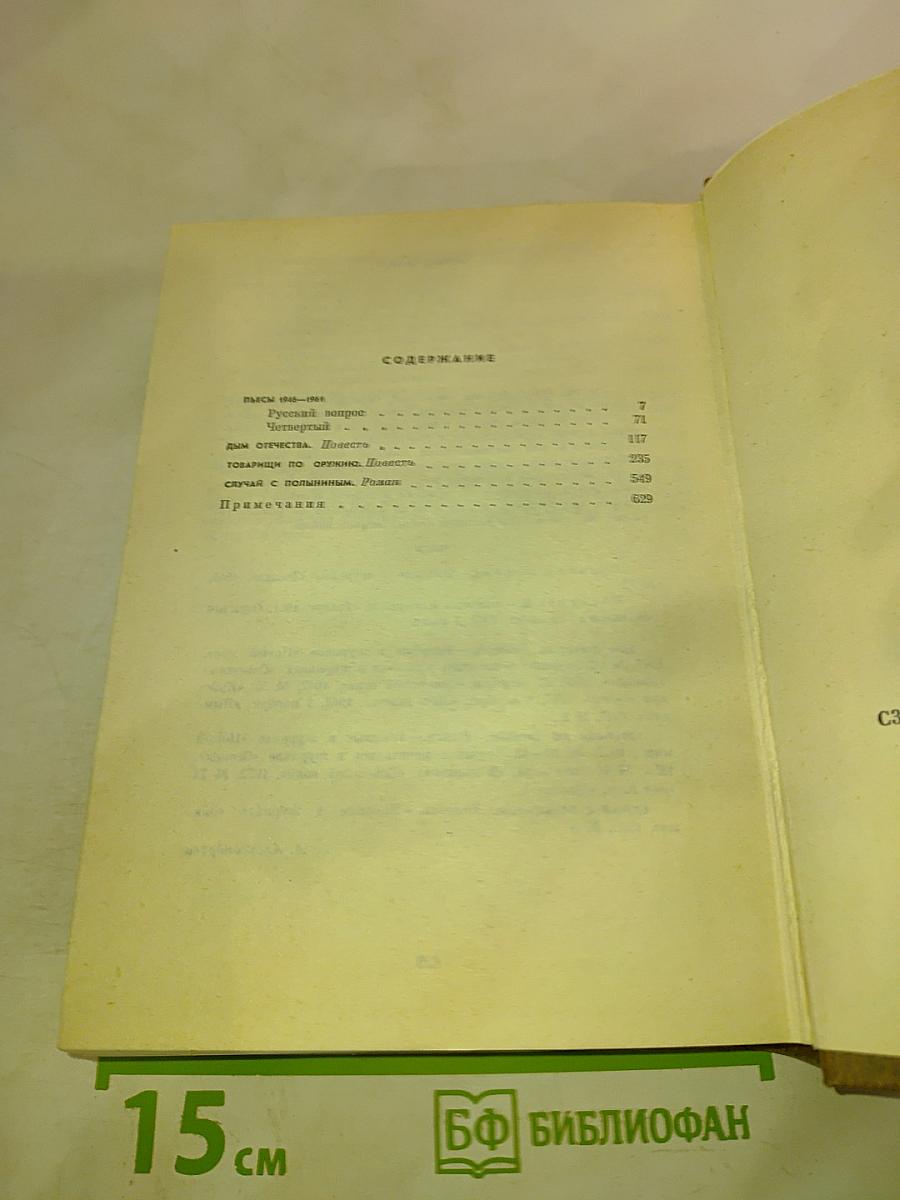 СОДЕРЖАНИЕ
ПЬЕСЫ 1946—1961
Русский вопрос 7
Четвертый 71
ДЫМ ОТЕЧЕСТВА. Повесть 117
ТОВАРИЩИ ПО ОРУЖИЮ. Повесть 235
СЛУЧАЙ С ПОЛЫНИНЫМ. Роман 549
Примечания 629
СЗ
15 см
БФ БИБЛИОФАН